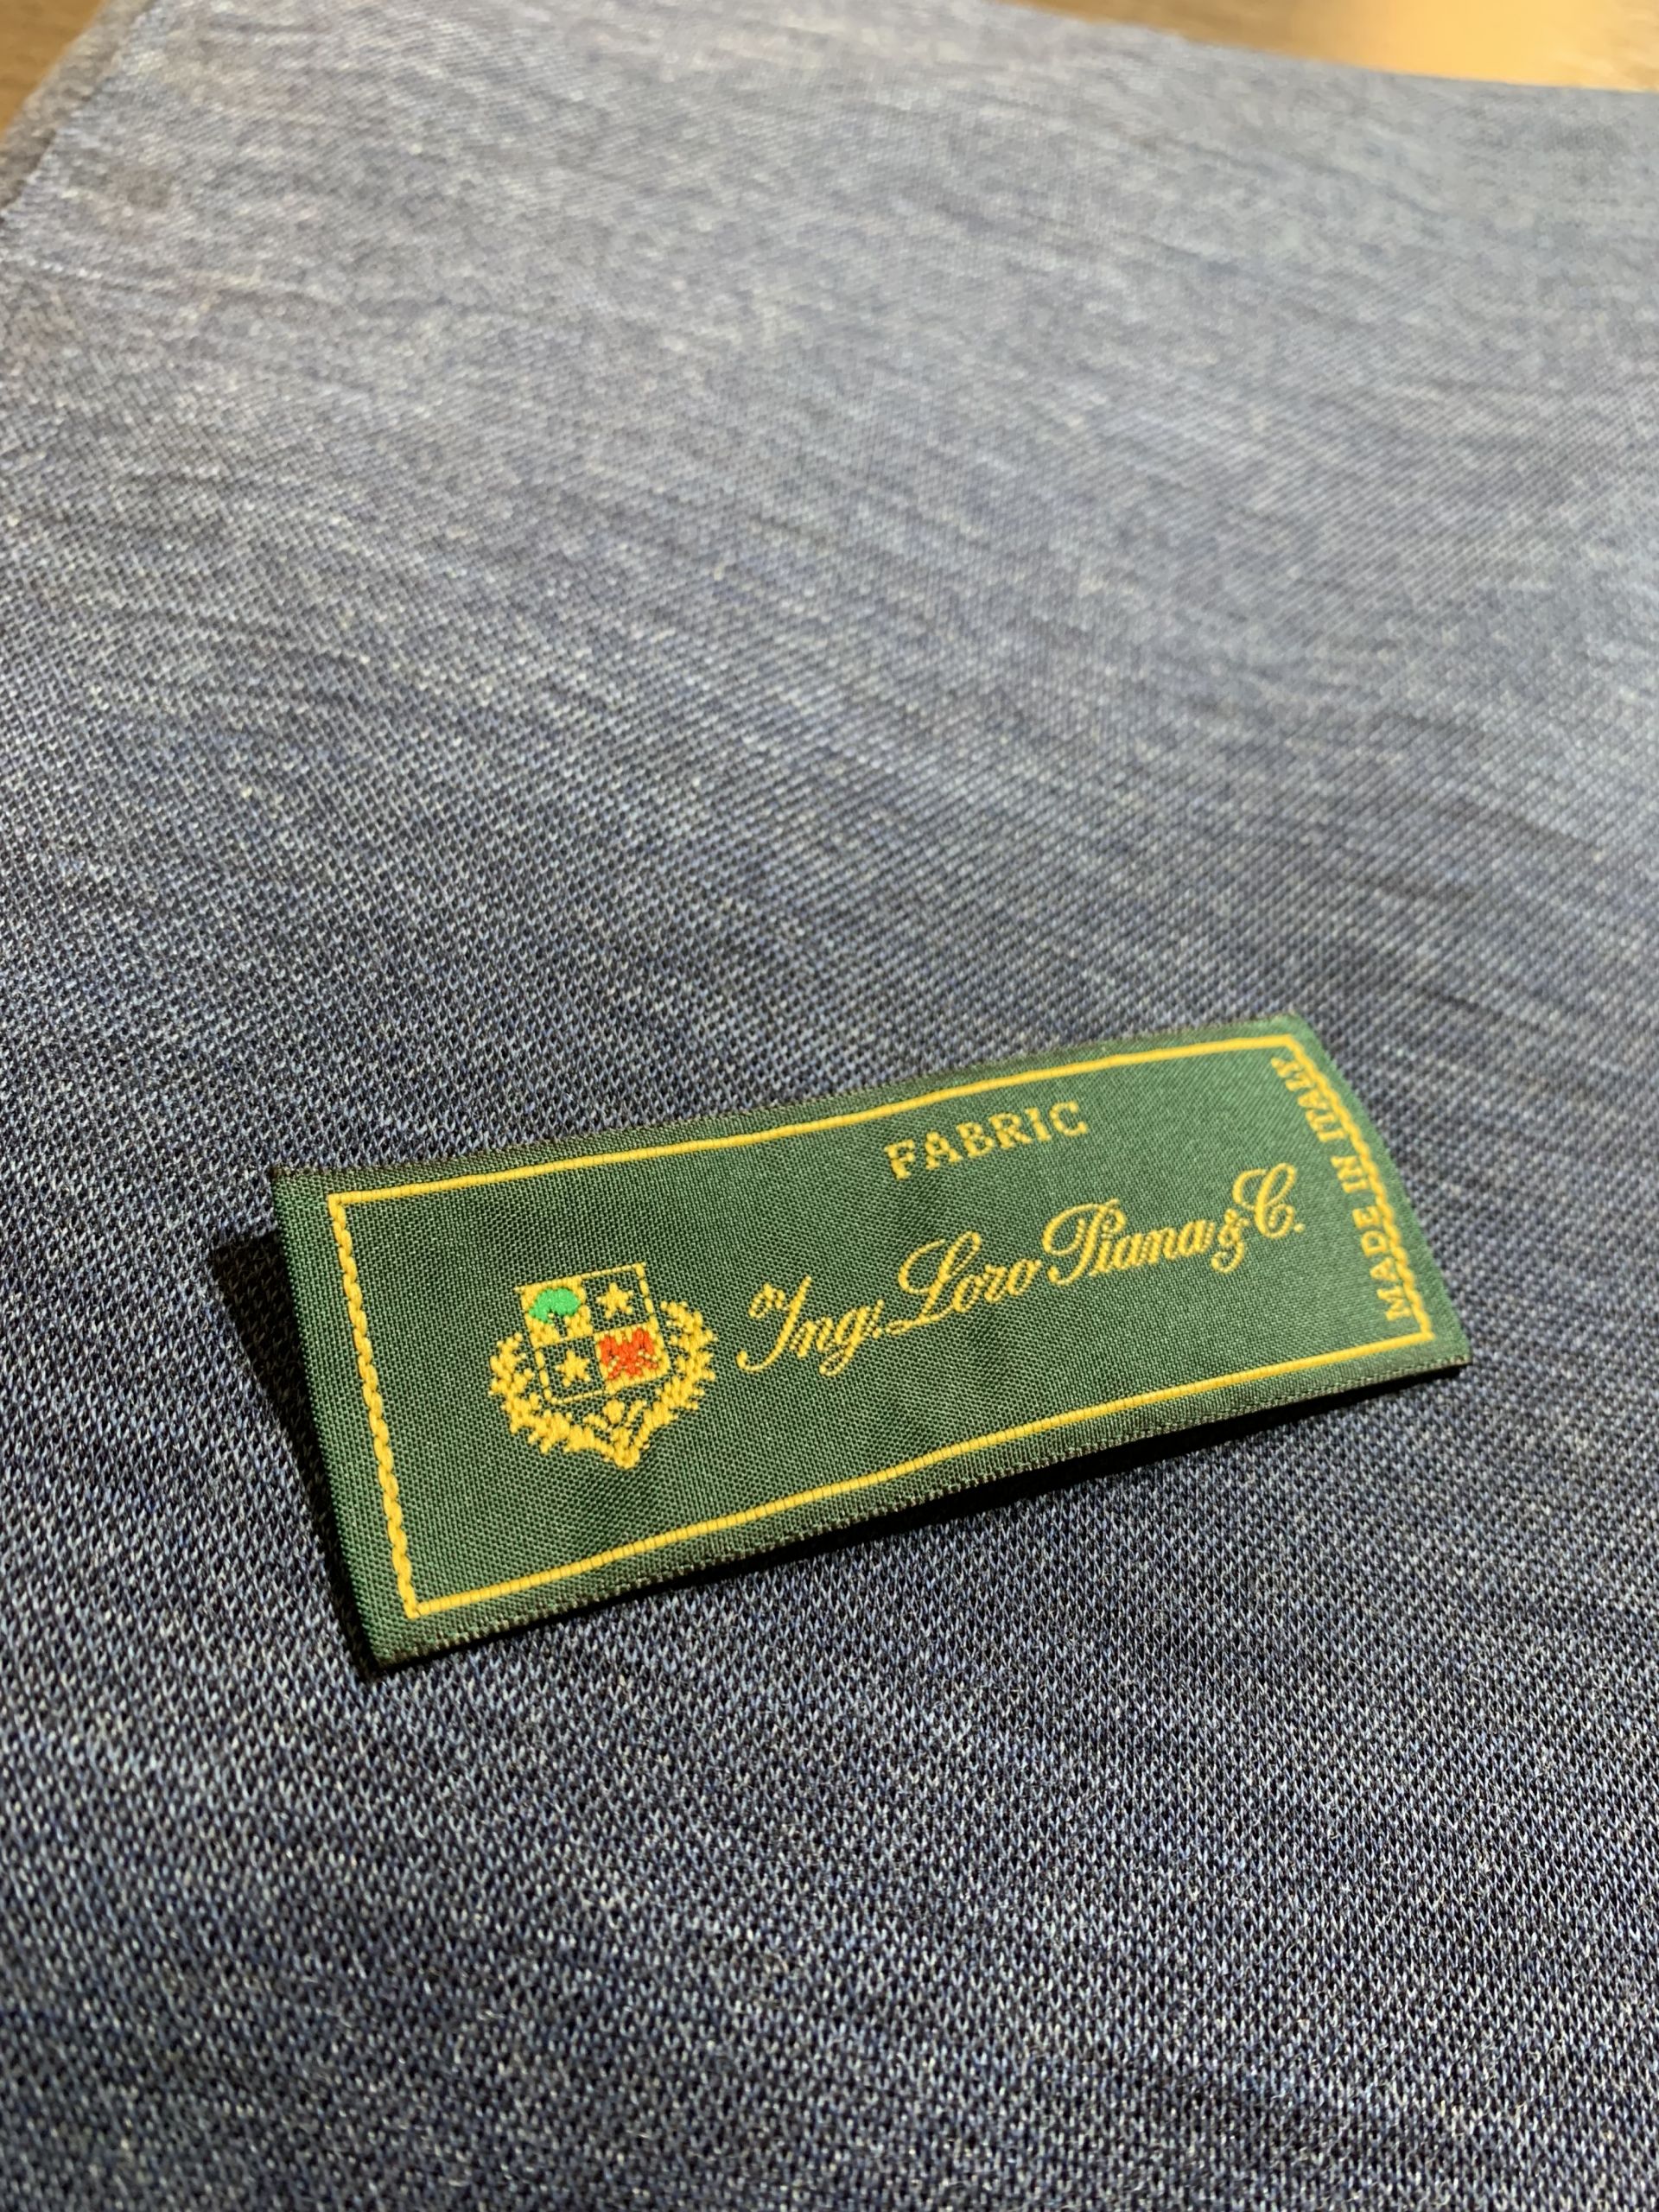 FABRIC
Ing. Loro Piana & C.
MADE IN ITALY